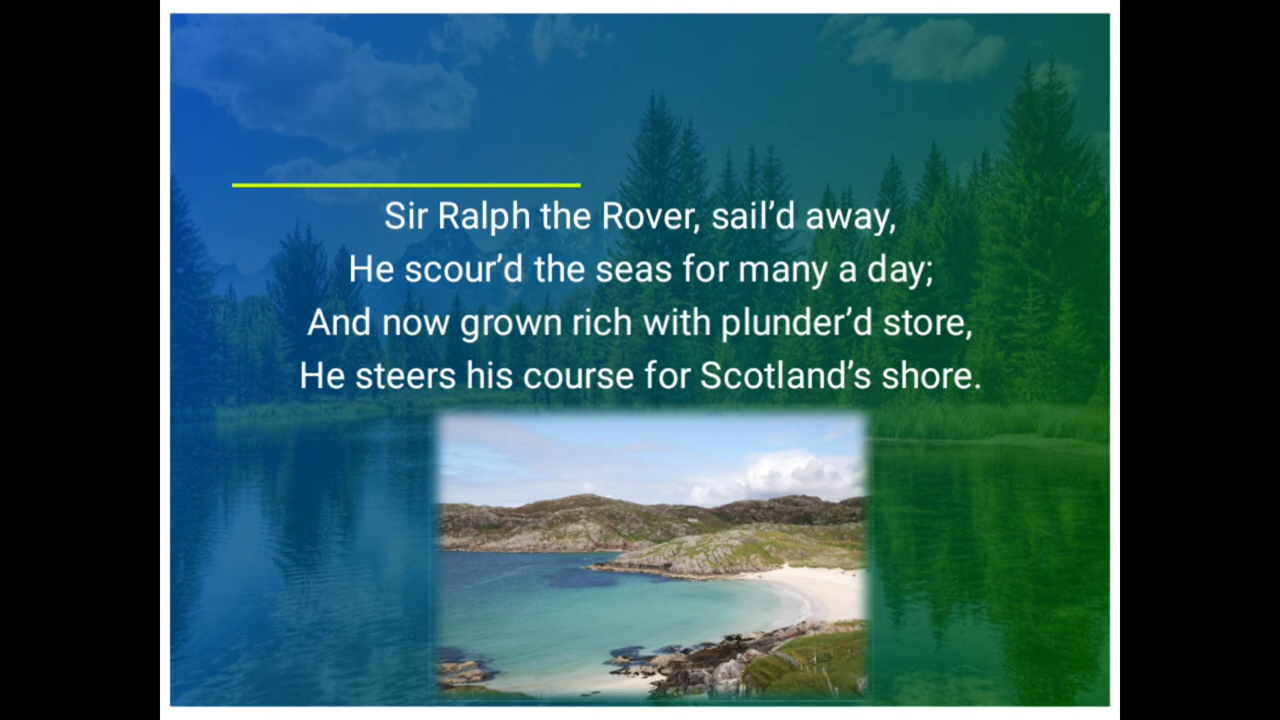 Sir Ralph the Rover, sail’d away,
He scour’d the seas for many a day;
And now grown rich with plunder’d store,
He steers his course for Scotland’s shore.